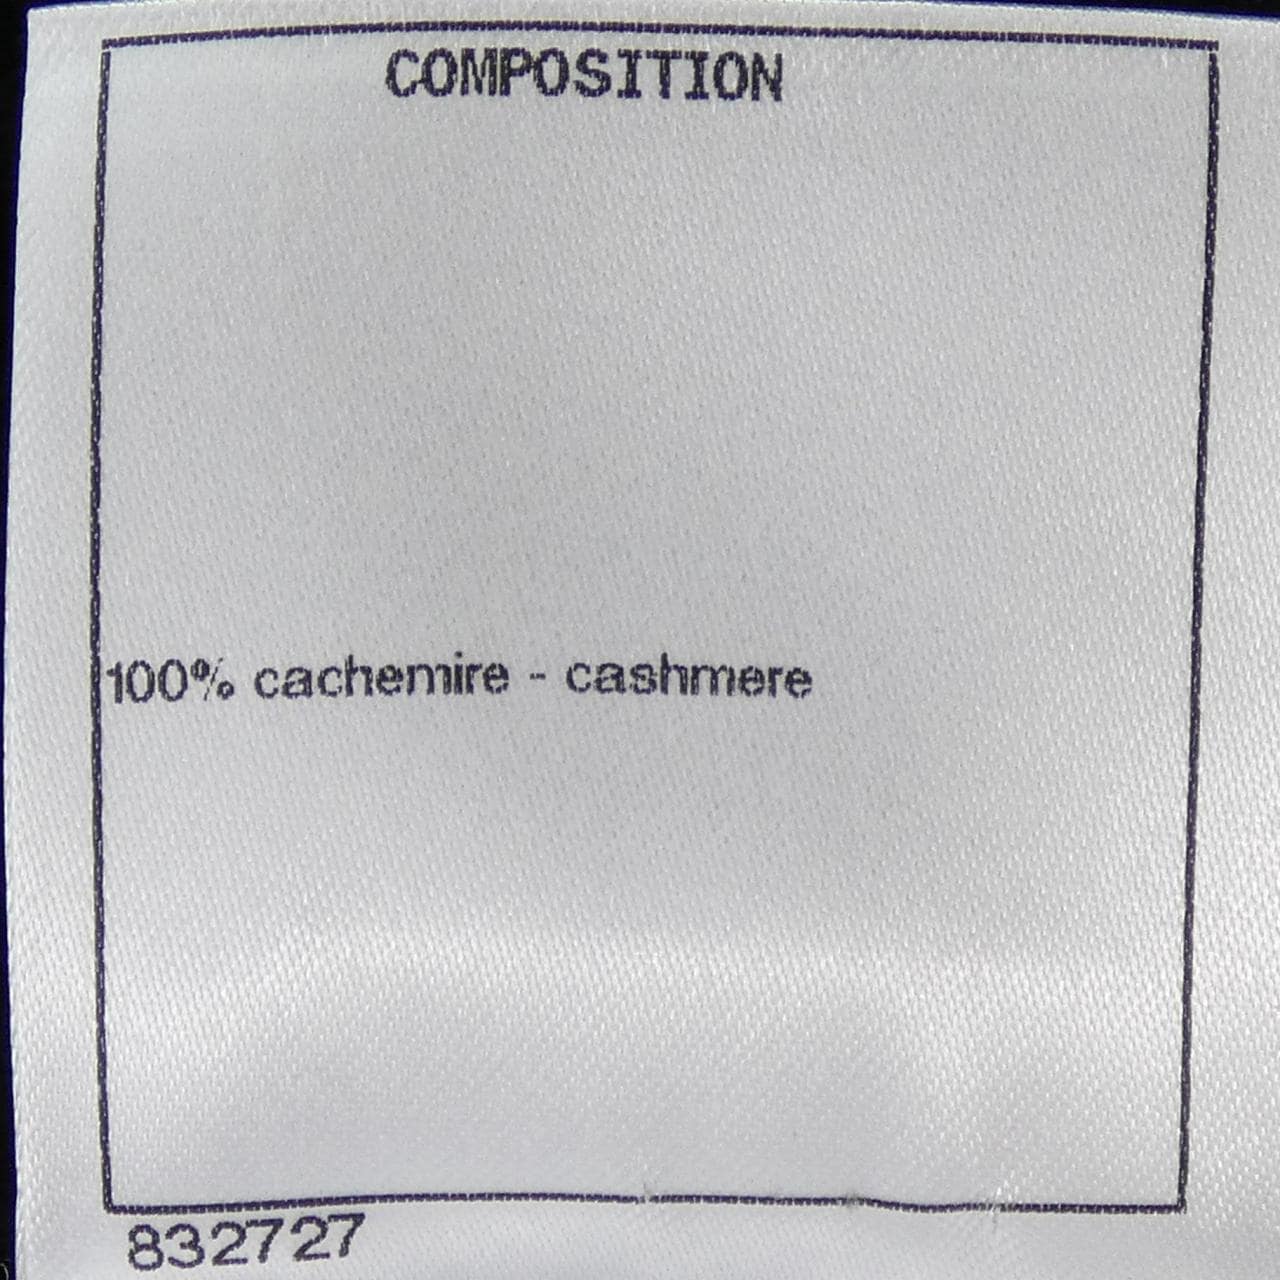 COMPOSITION
100% cachemire - cashmere
832727